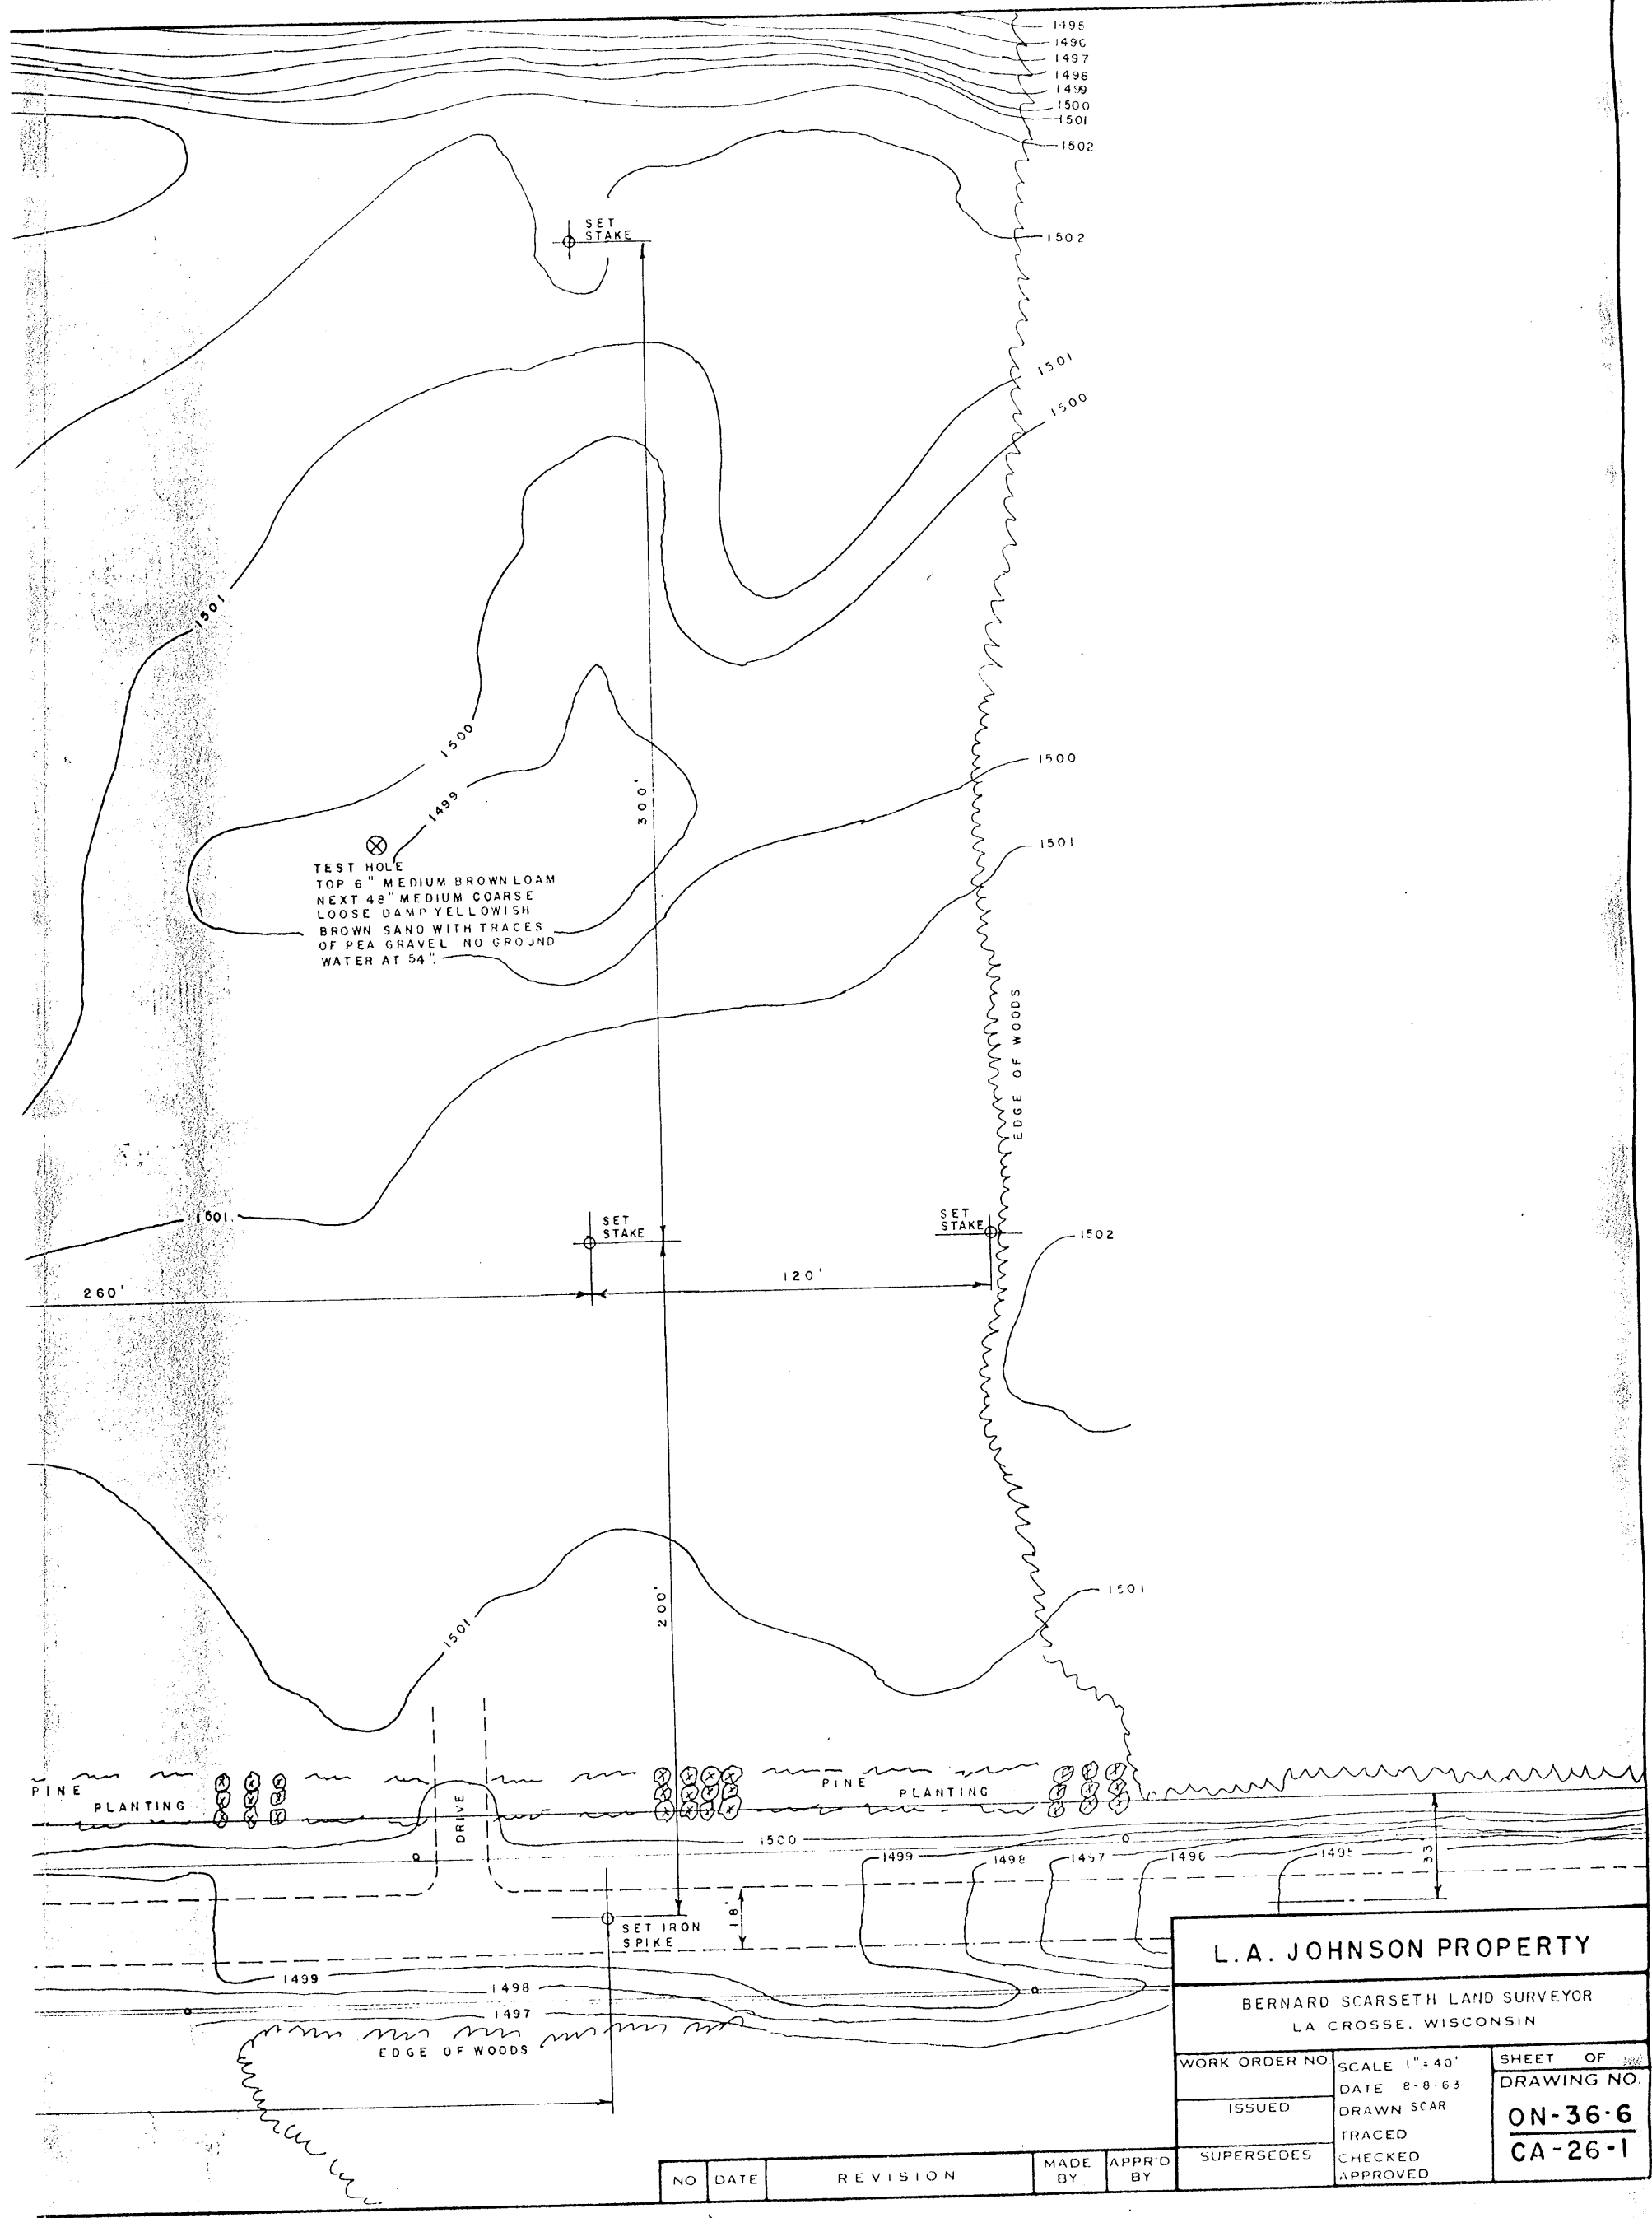 1495
1496
1497
1498
1499
1500
1501
1502
SET
STAKE
1502
1501
1500
1501
1500
1500
1499
300'
1501
TEST HOLE
TOP 6" MEDIUM BROWN LOAM
NEXT 48" MEDIUM COARSE
LOOSE DAMP YELLOWISH
BROWN SAND WITH TRACES
OF PEA GRAVEL NO GROUND
WATER AT 54".
EDGE OF WOODS
1501.
SET
STAKE
SET
STAKE
1502
260'
120'
200'
1501
1501
PINE
PLANTING
DRIVE
PINE
PLANTING
1500
1499
1498
1497
1496
1495
33'
18'
SET IRON
SPIKE
1499
1498
1497
EDGE OF WOODS
L.A. JOHNSON PROPERTY
BERNARD SCARSETH LAND SURVEYOR
LA CROSSE, WISCONSIN
WORK ORDER NO
ISSUED
SUPERSEDES
SCALE 1"=40'
DATE 8-8-63
DRAWN SCAR
TRACED
CHECKED
APPROVED
SHEET OF
DRAWING NO.
ON-36-6
CA-26-1
NO DATE REVISION MADE BY APPR'D BY